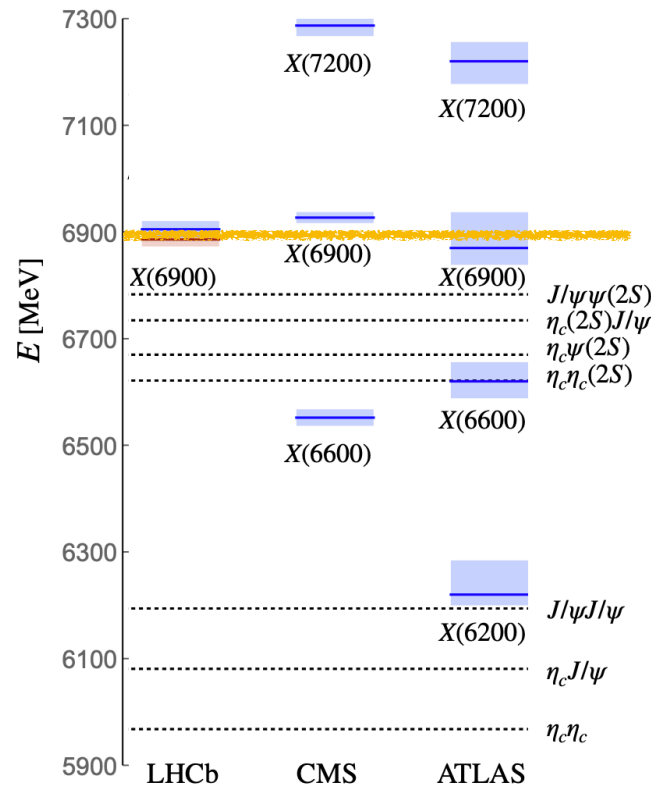 7300
X(7200)
X(7200)
7100
6900
X(6900)
X(6900)
X(6900)
J/ψψ(2S)
η_c(2S)J/ψ
6700
η_cψ(2S)
η_cη_c(2S)
X(6600)
6500
X(6600)
6300
J/ψJ/ψ
X(6200)
6100
η_cJ/ψ
η_cη_c
5900
E [MeV]
LHCb CMS ATLAS